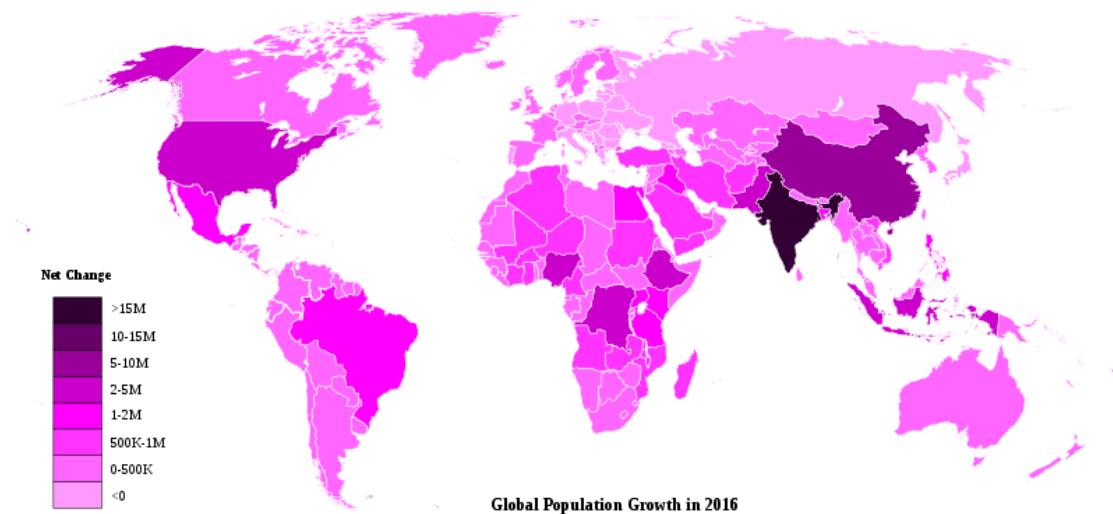 Net Change
>15M
10-15M
5-10M
2-5M
1-2M
500K-1M
0-500K
<0
Global Population Growth in 2016